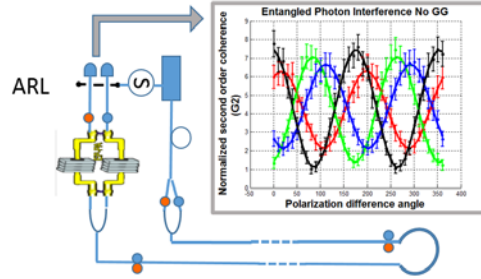 Entangled Photon Interference No GG
Normalized second order coherence
(G2)
9
8
7
6
5
4
3
2
1
0
-50 0 50 100 150 200 250 300 350 400
Polarization difference angle
ARL
S